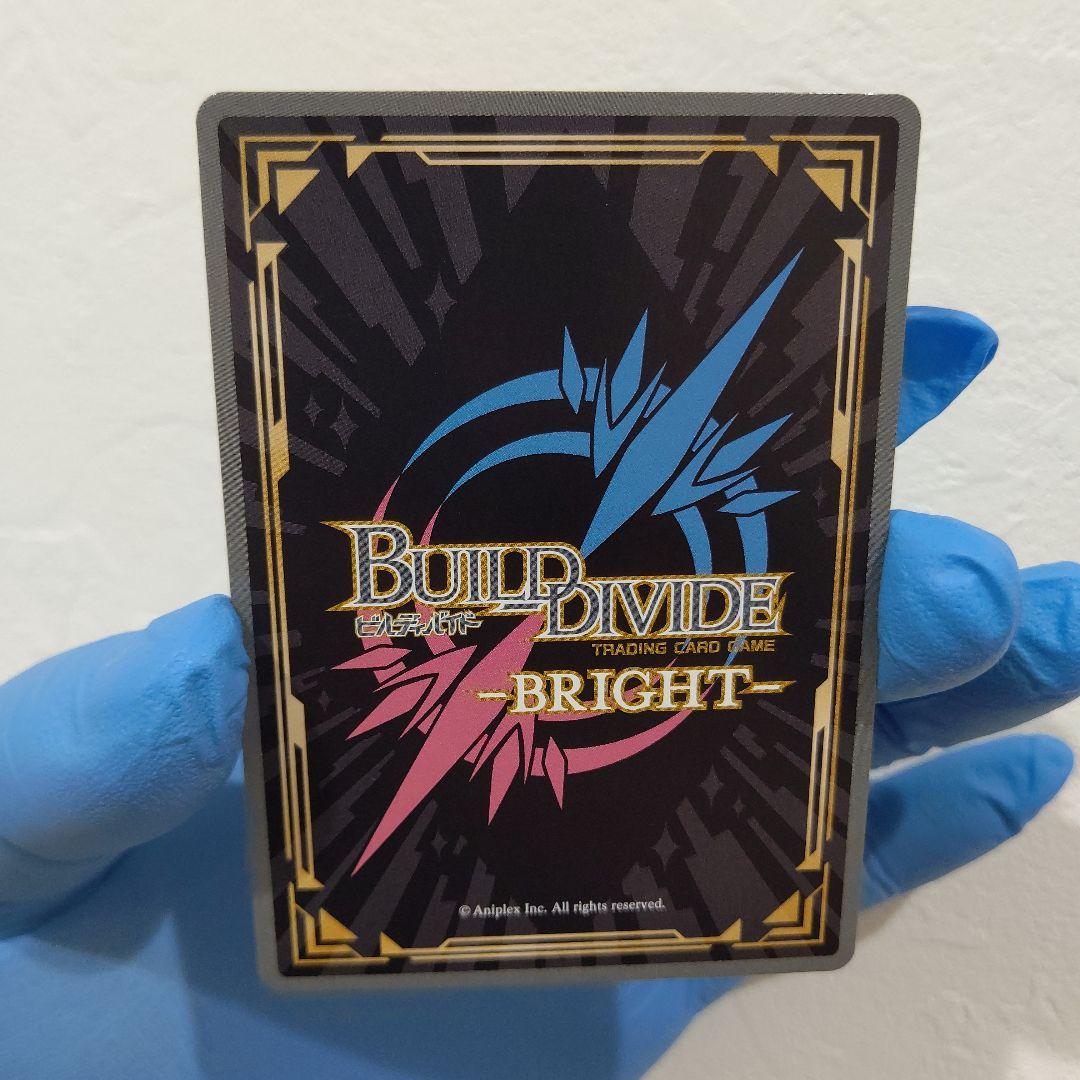 BUILD DIVIDE
ビルディバイド
TRADING CARD GAME
-BRIGHT-
© Aniplex Inc. All rights reserved.